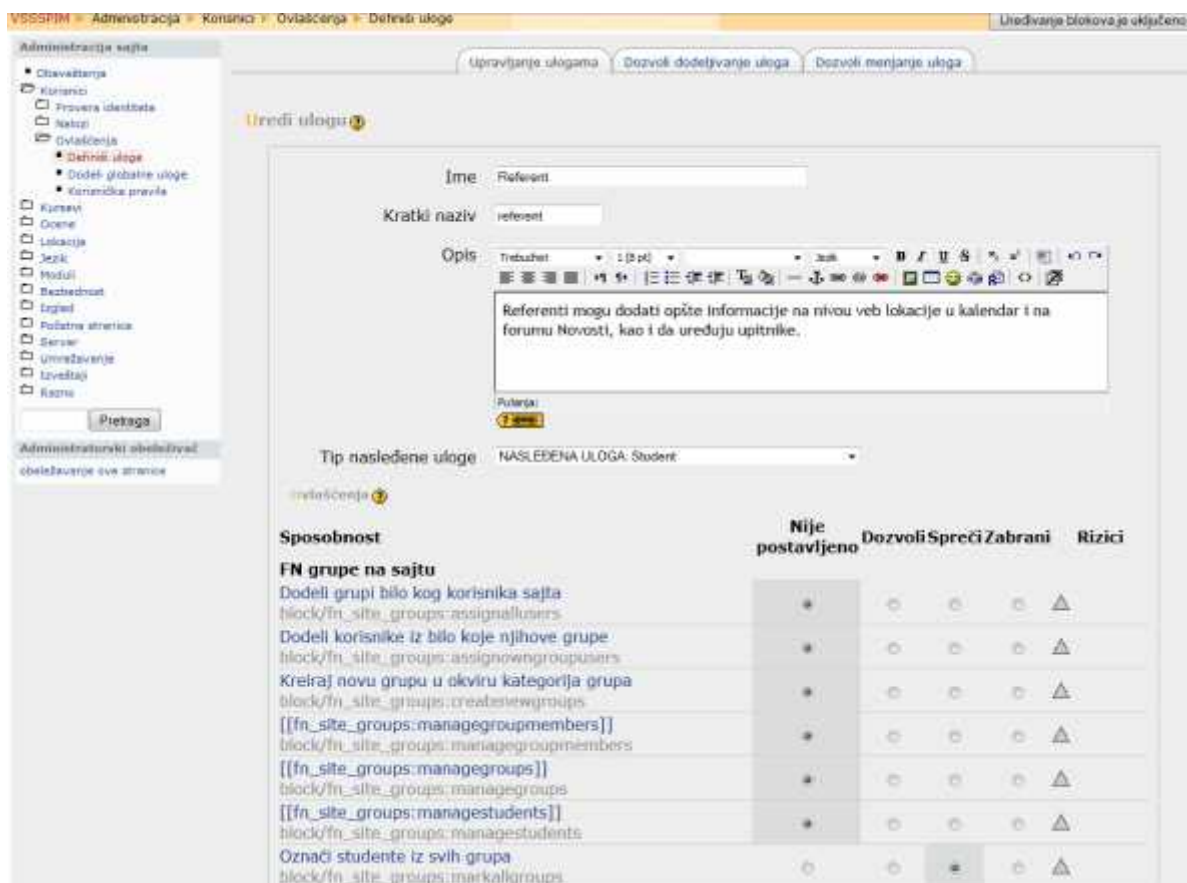 VSSSPIM ► Administracija ► Korisnici ► Ovlašćenja ► Definiši uloge
Uređivanje blokova je uključeno
Administracija sajta
Obaveštenja
Korisnici
Provera identiteta
Nalozi
Ovlašćenja
Definiši uloge
Dodeli globalne uloge
Korisnička pravila
Kursevi
Ocene
Lokacija
Jezik
Moduli
Bezbednost
Izgled
Početna stranica
Server
Umrežavanje
Izveštaji
Razno
Pretraga
Administratorski obeleživač
obeležavanje ove stranice
Upravljanje ulogama
Dozvoli dodeljivanje uloga
Dozvoli menjanje uloga
Uredi ulogu
Ime Referent
Kratki naziv referent
Opis
Trebuchet 1 (8 pt) Jezik B I U S
Referenti mogu dodati opšte informacije na nivou veb lokacije u kalendar i na
forumu Novosti, kao i da uređuju upitnike.
Putanja:
Tip nasleđene uloge NASLEĐENA ULOGA: Student
Ovlašćenja
Sposobnost Nije postavljeno Dozvoli Spreči Zabrani Rizici
FN grupe na sajtu
Dodeli grupi bilo kog korisnika sajta
block/fn_site_groups:assignallusers
Dodeli korisnike iz bilo koje njihove grupe
block/fn_site_groups:assignowngroupusers
Kreiraj novu grupu u okviru kategorija grupa
block/fn_site_groups:createnewgroups
[[fn_site_groups:managegroupmembers]]
block/fn_site_groups:managegroupmembers
[[fn_site_groups:managegroups]]
block/fn_site_groups:managegroups
[[fn_site_groups:managestudents]]
block/fn_site_groups:managestudents
Označi studente iz svih grupa
block/fn_site_groups:markallgroups